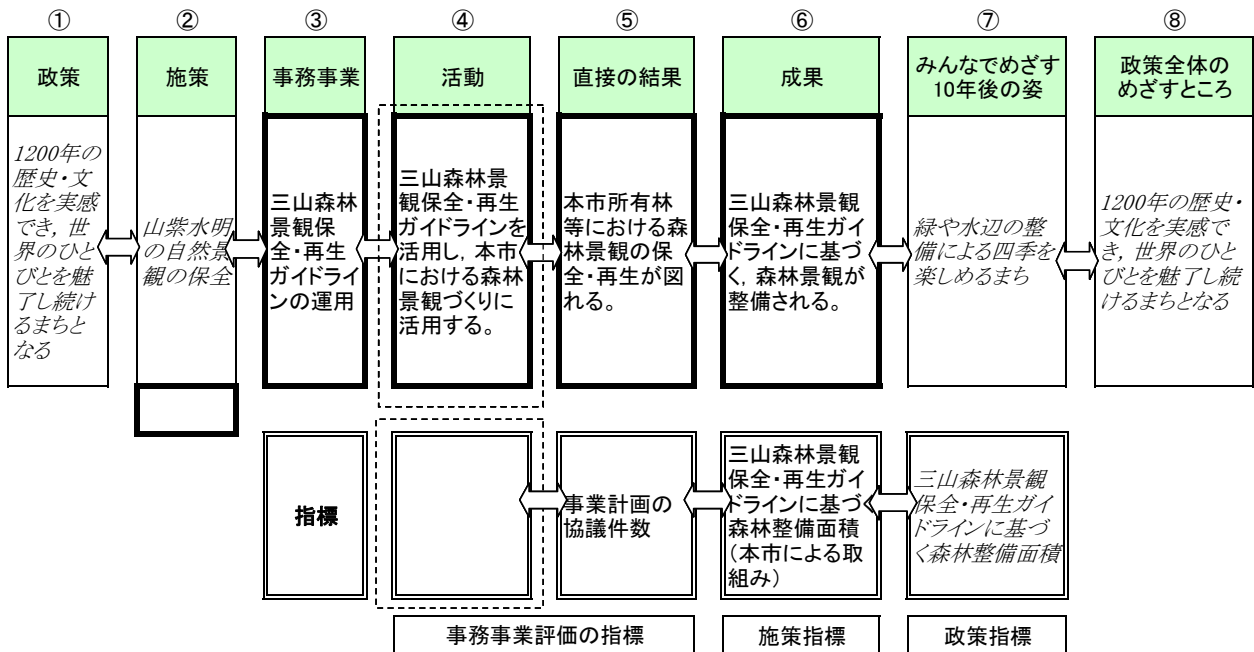 ① ② ③ ④ ⑤ ⑥ ⑦ ⑧
政策
施策
事務事業
活動
直接の結果
成果
みんなでめざす
10年後の姿
政策全体の
めざすところ
1200年の
歴史・文
化を実感
でき, 世
界のひと
びとを魅
了し続け
るまちと
なる
山紫水明
の自然景
観の保全
三山森林
景観保
全・再生
ガイドライ
ンの運用
三山森林景
観保全・再生
ガイドラインを
活用し, 本市
における森林
景観づくりに
活用する。
本市所有林
等における森
林景観の保
全・再生が図
れる。
三山森林景観
保全・再生ガイ
ドラインに基づ
く, 森林景観が
整備される。
緑や水辺の整
備による四季を
楽しめるまち
1200年の歴史・
文化を実感で
き, 世界のひと
びとを魅了し続
けるまちとなる
指標
事業計画の
協議件数
三山森林景観
保全・再生ガイ
ドラインに基づく
森林整備面積
(本市による取
組み)
三山森林景観
保全・再生ガイ
ドラインに基づ
く森林整備面積
事務事業評価の指標
施策指標
政策指標